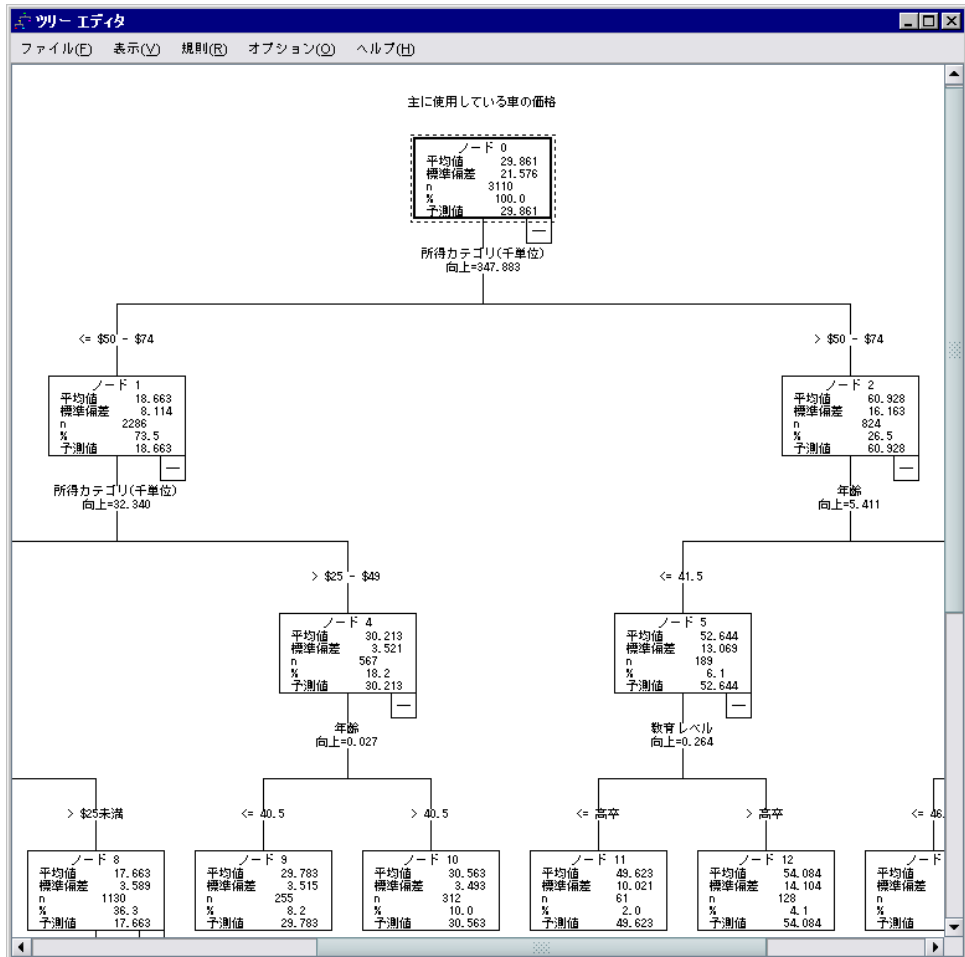 ツリー エディタ
ファイル(F) 表示(V) 規則(R) オプション(O) ヘルプ(H)
主に使用している車の価格
ノード 0
平均値 29.861
標準偏差 21.576
n 3110
% 100.0
予測値 29.861
所得カテゴリ(千単位)
向上=347.883
<= $50 - $74
> $50 - $74
ノード 1
平均値 18.663
標準偏差 8.114
n 2286
% 73.5
予測値 18.663
ノード 2
平均値 60.928
標準偏差 16.163
n 824
% 26.5
予測値 60.928
所得カテゴリ(千単位)
向上=32.340
年齢
向上=5.411
> $25 - $49
<= 41.5
ノード 4
平均値 30.213
標準偏差 3.521
n 567
% 18.2
予測値 30.213
ノード 5
平均値 52.644
標準偏差 13.069
n 189
% 6.1
予測値 52.644
年齢
向上=0.027
教育レベル
向上=0.264
> $25未満
<= 40.5
> 40.5
<= 高卒
> 高卒
<= 46.
ノード 8
平均値 17.663
標準偏差 3.589
n 1130
% 36.3
予測値 17.663
ノード 9
平均値 29.783
標準偏差 3.515
n 255
% 8.2
予測値 29.783
ノード 10
平均値 30.563
標準偏差 3.493
n 312
% 10.0
予測値 30.563
ノード 11
平均値 49.623
標準偏差 10.021
n 61
% 2.0
予測値 49.623
ノード 12
平均値 54.084
標準偏差 14.104
n 128
% 4.1
予測値 54.084
ノード
平均値
標準偏差
n
%
予測値